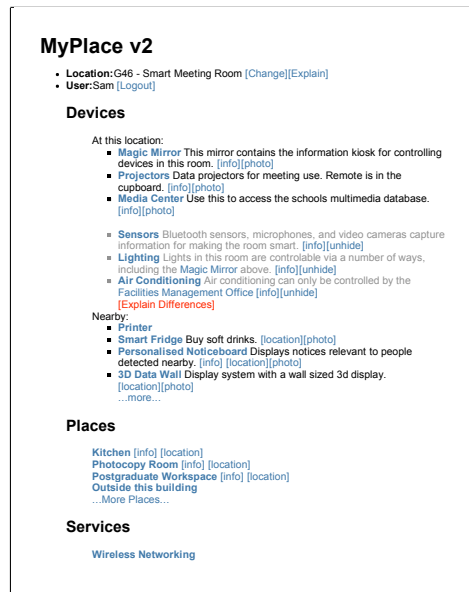 MyPlace v2
Location:G46 - Smart Meeting Room [Change][Explain]
User:Sam [Logout]
Devices
At this location:
Magic Mirror This mirror contains the information kiosk for controlling
devices in this room. [info][photo]
Projectors Data projectors for meeting use. Remote is in the
cupboard. [info][photo]
Media Center Use this to access the schools multimedia database.
[info][photo]
Sensors Bluetooth sensors, microphones, and video cameras capture
information for making the room smart. [info][unhide]
Lighting Lights in this room are controlable via a number of ways,
including the Magic Mirror above. [info][unhide]
Air Conditioning Air conditioning can only be controlled by the
Facilities Management Office [info][unhide]
[Explain Differences]
Nearby:
Printer
Smart Fridge Buy soft drinks. [location][photo]
Personalised Noticeboard Displays notices relevant to people
detected nearby. [info] [location][photo]
3D Data Wall Display system with a wall sized 3d display.
[location][photo]
...more...
Places
Kitchen [info] [location]
Photocopy Room [info] [location]
Postgraduate Workspace [info] [location]
Outside this building
...More Places...
Services
Wireless Networking